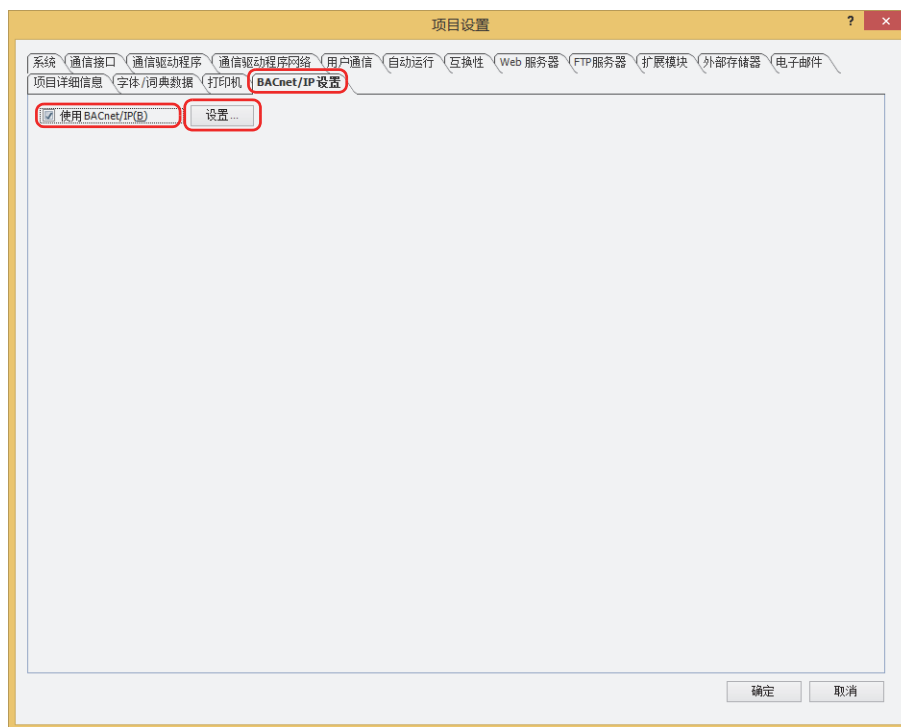 项目设置
? ×
系统 通信接口 通信驱动程序 通信驱动程序网络 用户通信 自动运行 互换性 Web 服务器 FTP服务器 扩展模块 外部存储器 电子邮件
项目详细信息 字体/词典数据 打印机 BACnet/IP 设置
使用 BACnet/IP(B) 设置...
确定 取消